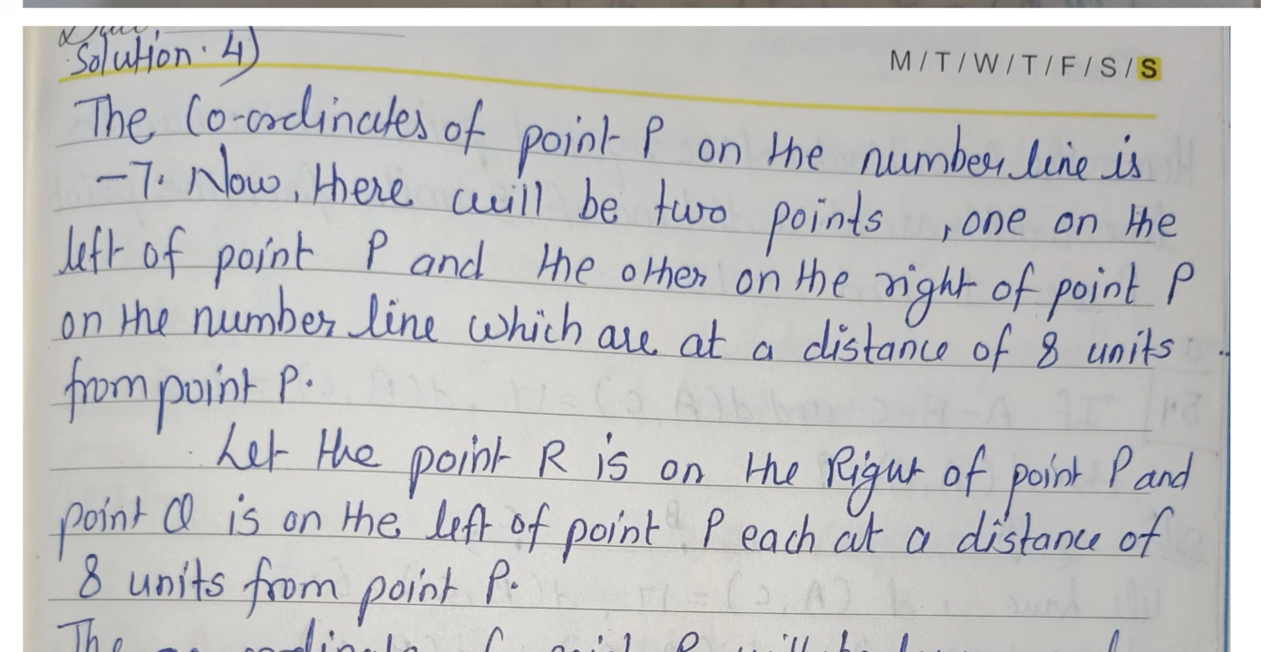 Solution. 4)
M/T/W/T/F/S/S
The Co-ordinates of point P on the number line is
-7. Now, there will be two points, one on the
left of point P and the other on the right of point P
on the number line which are at a distance of 8 units
from point P.
Let the point R is on the Right of point P and
point Q is on the left of point P each at a distance of
8 units from point P.
The